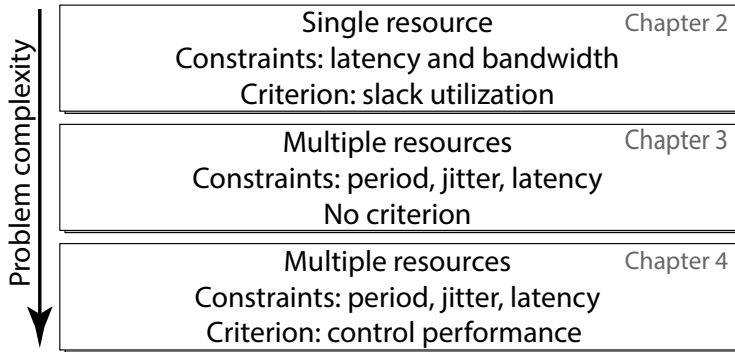 Problem complexity
Single resource
Chapter 2
Constraints: latency and bandwidth
Criterion: slack utilization
Multiple resources
Chapter 3
Constraints: period, jitter, latency
No criterion
Multiple resources
Chapter 4
Constraints: period, jitter, latency
Criterion: control performance